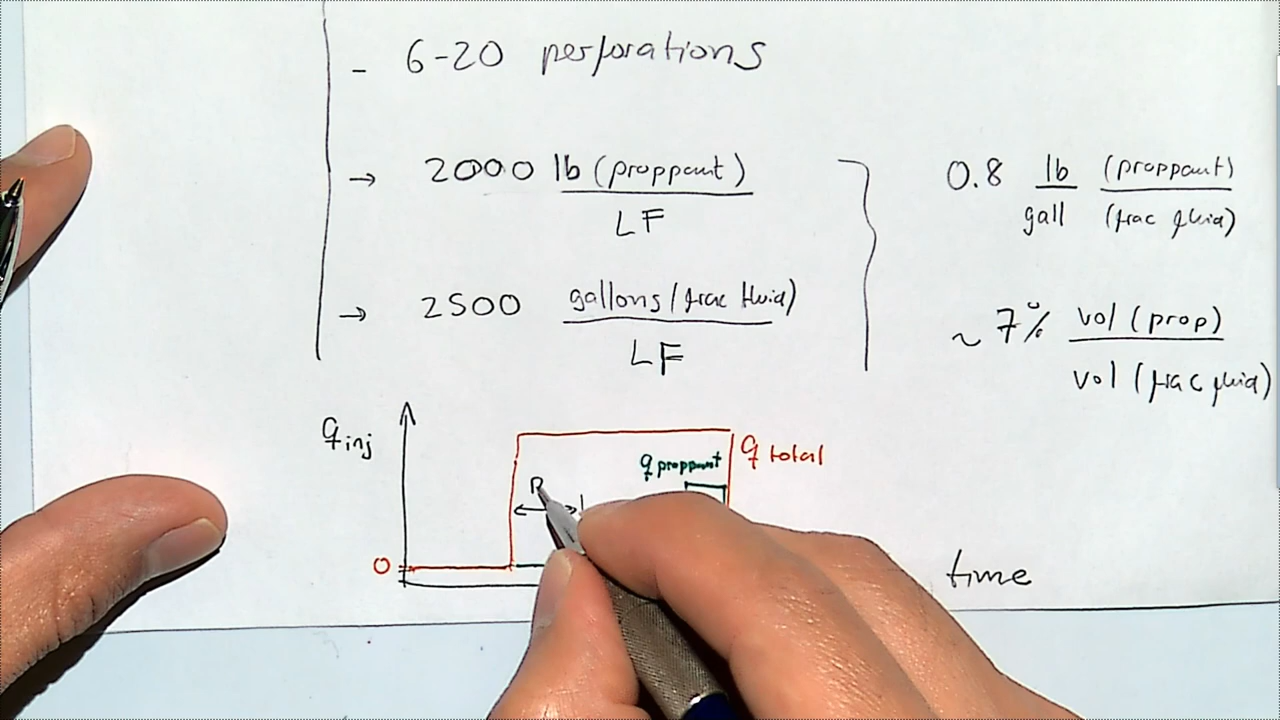 - 6-20 perforations
→ 2000 lb (proppant)
LF
0.8 lb (proppant)
gall (frac fluid)
→ 2500 gallons (frac fluid)
LF
~ 7% vol (prop)
vol (frac fluid)
q inj
q proppant
q total
P
0
time